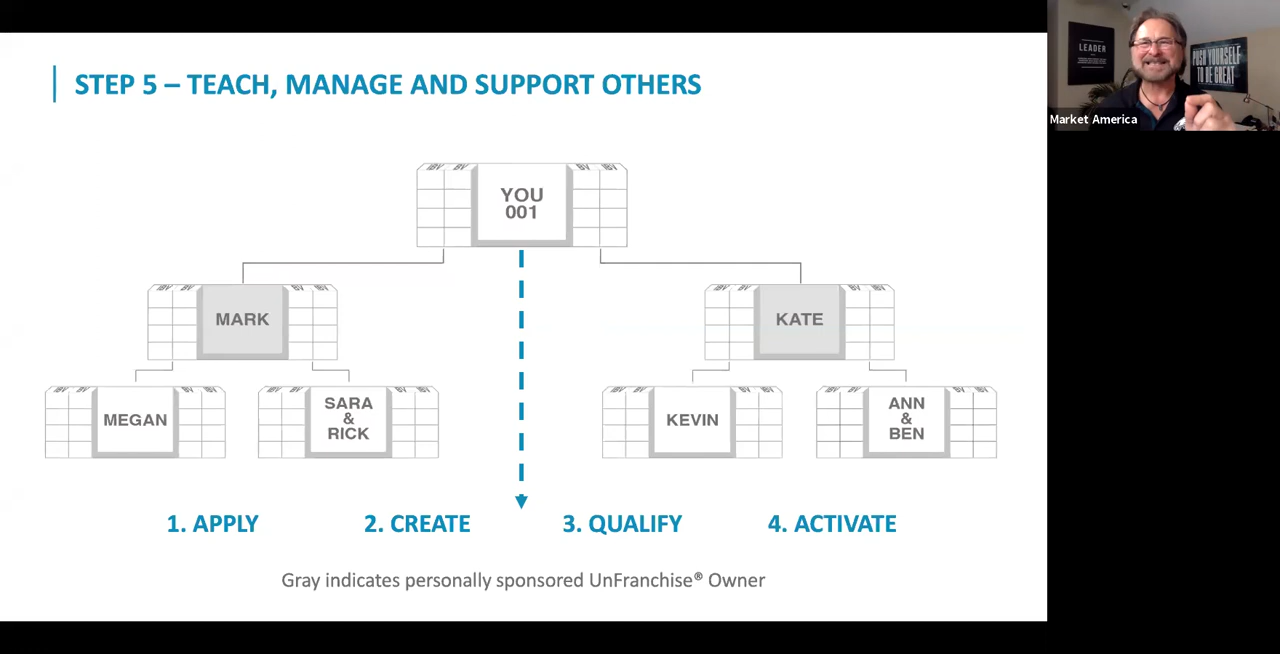 STEP 5 – TEACH, MANAGE AND SUPPORT OTHERS
LEADER
PUSH YOURSELF
TO BE GREAT
Market America
YOU
001
MARK
KATE
MEGAN
SARA
&
RICK
KEVIN
ANN
&
BEN
1. APPLY
2. CREATE
3. QUALIFY
4. ACTIVATE
Gray indicates personally sponsored UnFranchise® Owner